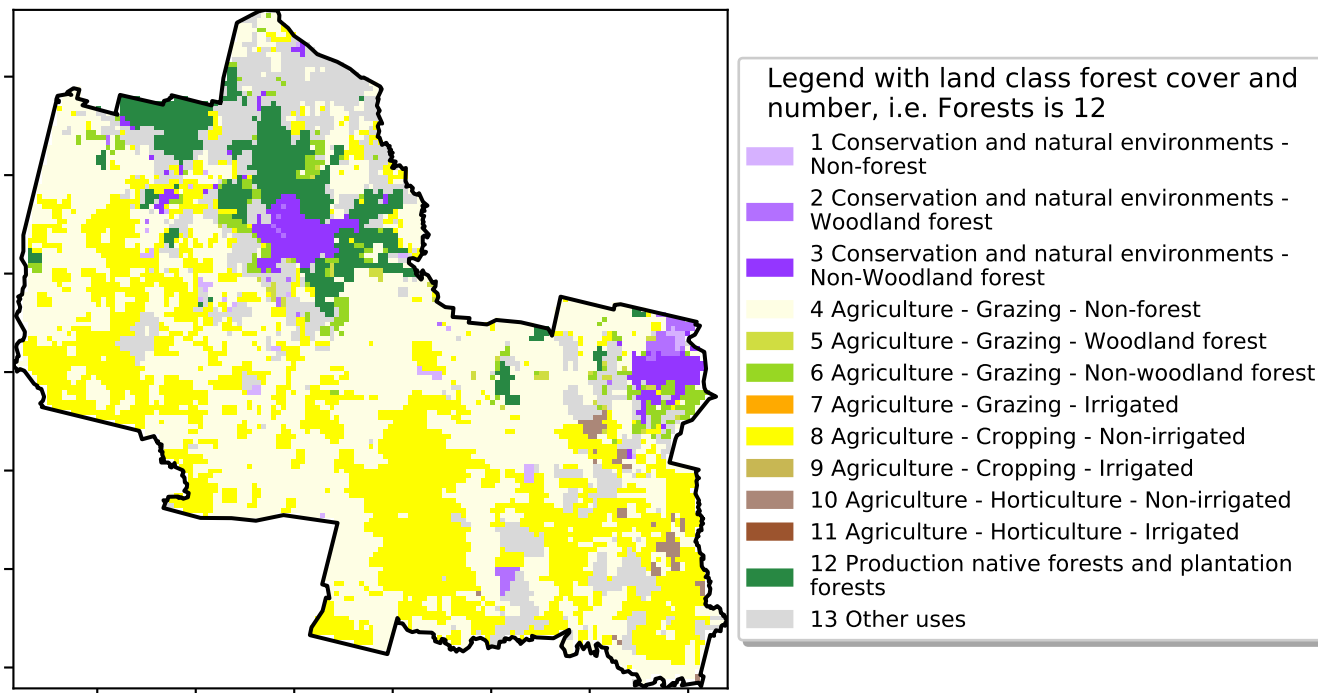 Legend with land class forest cover and
number, i.e. Forests is 12
1 Conservation and natural environments -
Non-forest
2 Conservation and natural environments -
Woodland forest
3 Conservation and natural environments -
Non-Woodland forest
4 Agriculture - Grazing - Non-forest
5 Agriculture - Grazing - Woodland forest
6 Agriculture - Grazing - Non-woodland forest
7 Agriculture - Grazing - Irrigated
8 Agriculture - Cropping - Non-irrigated
9 Agriculture - Cropping - Irrigated
10 Agriculture - Horticulture - Non-irrigated
11 Agriculture - Horticulture - Irrigated
12 Production native forests and plantation
forests
13 Other uses